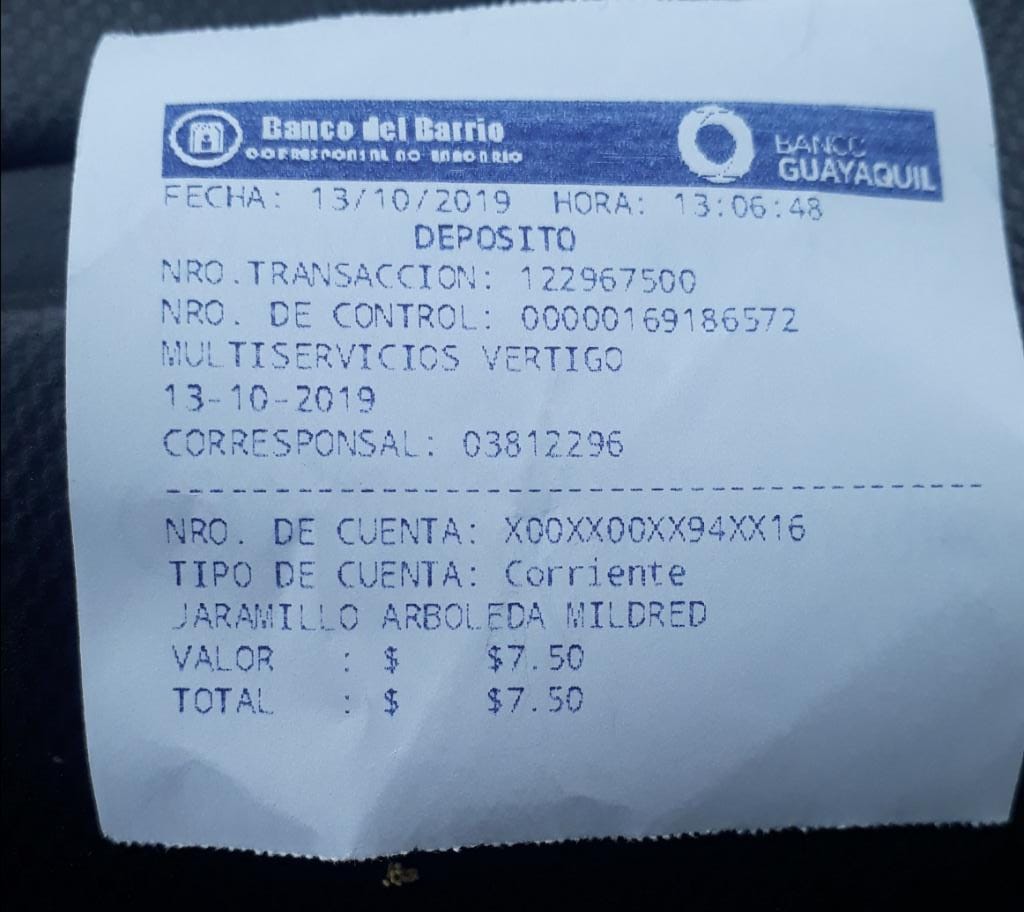 Banco del Barrio
CORRESPONSAL NO BANCARIO
BANCO
GUAYAQUIL
FECHA: 13/10/2019 HORA: 13:06:48
DEPOSITO
NRO.TRANSACCION: 122967500
NRO. DE CONTROL: 00000169186572
MULTISERVICIOS VERTIGO
13-10-2019
CORRESPONSAL: 03812296
------------------------------------
NRO. DE CUENTA: X00XX00XX94XX16
TIPO DE CUENTA: Corriente
JARAMILLO ARBOLEDA MILDRED
VALOR : $ $7.50
TOTAL : $ $7.50